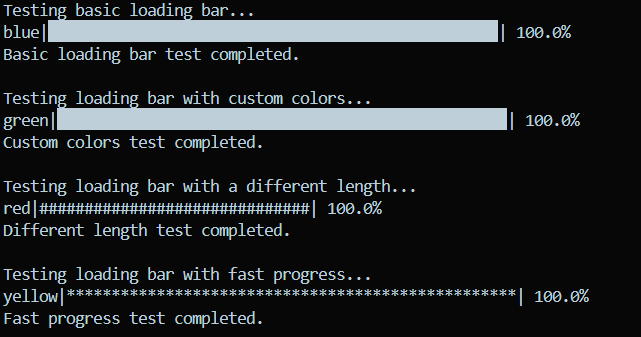 Testing basic loading bar...
blue|██████████████████████████████████████████████████| 100.0%
Basic loading bar test completed.
Testing loading bar with custom colors...
green|██████████████████████████████████████████████████| 100.0%
Custom colors test completed.
Testing loading bar with a different length...
red|##############################| 100.0%
Different length test completed.
Testing loading bar with fast progress...
yellow|**************************************************| 100.0%
Fast progress test completed.